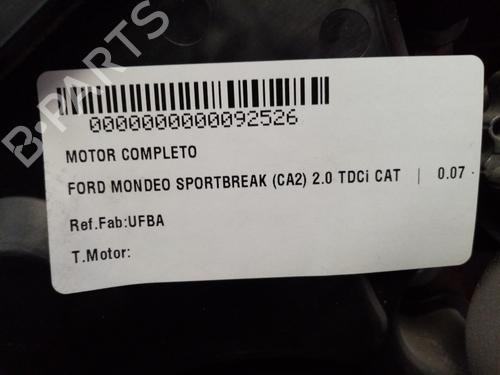 B-PARTS
0000000000092526
MOTOR COMPLETO
FORD MONDEO SPORTBREAK (CA2) 2.0 TDCi CAT | 0.07 -
Ref.Fab:UFBA
T.Motor: